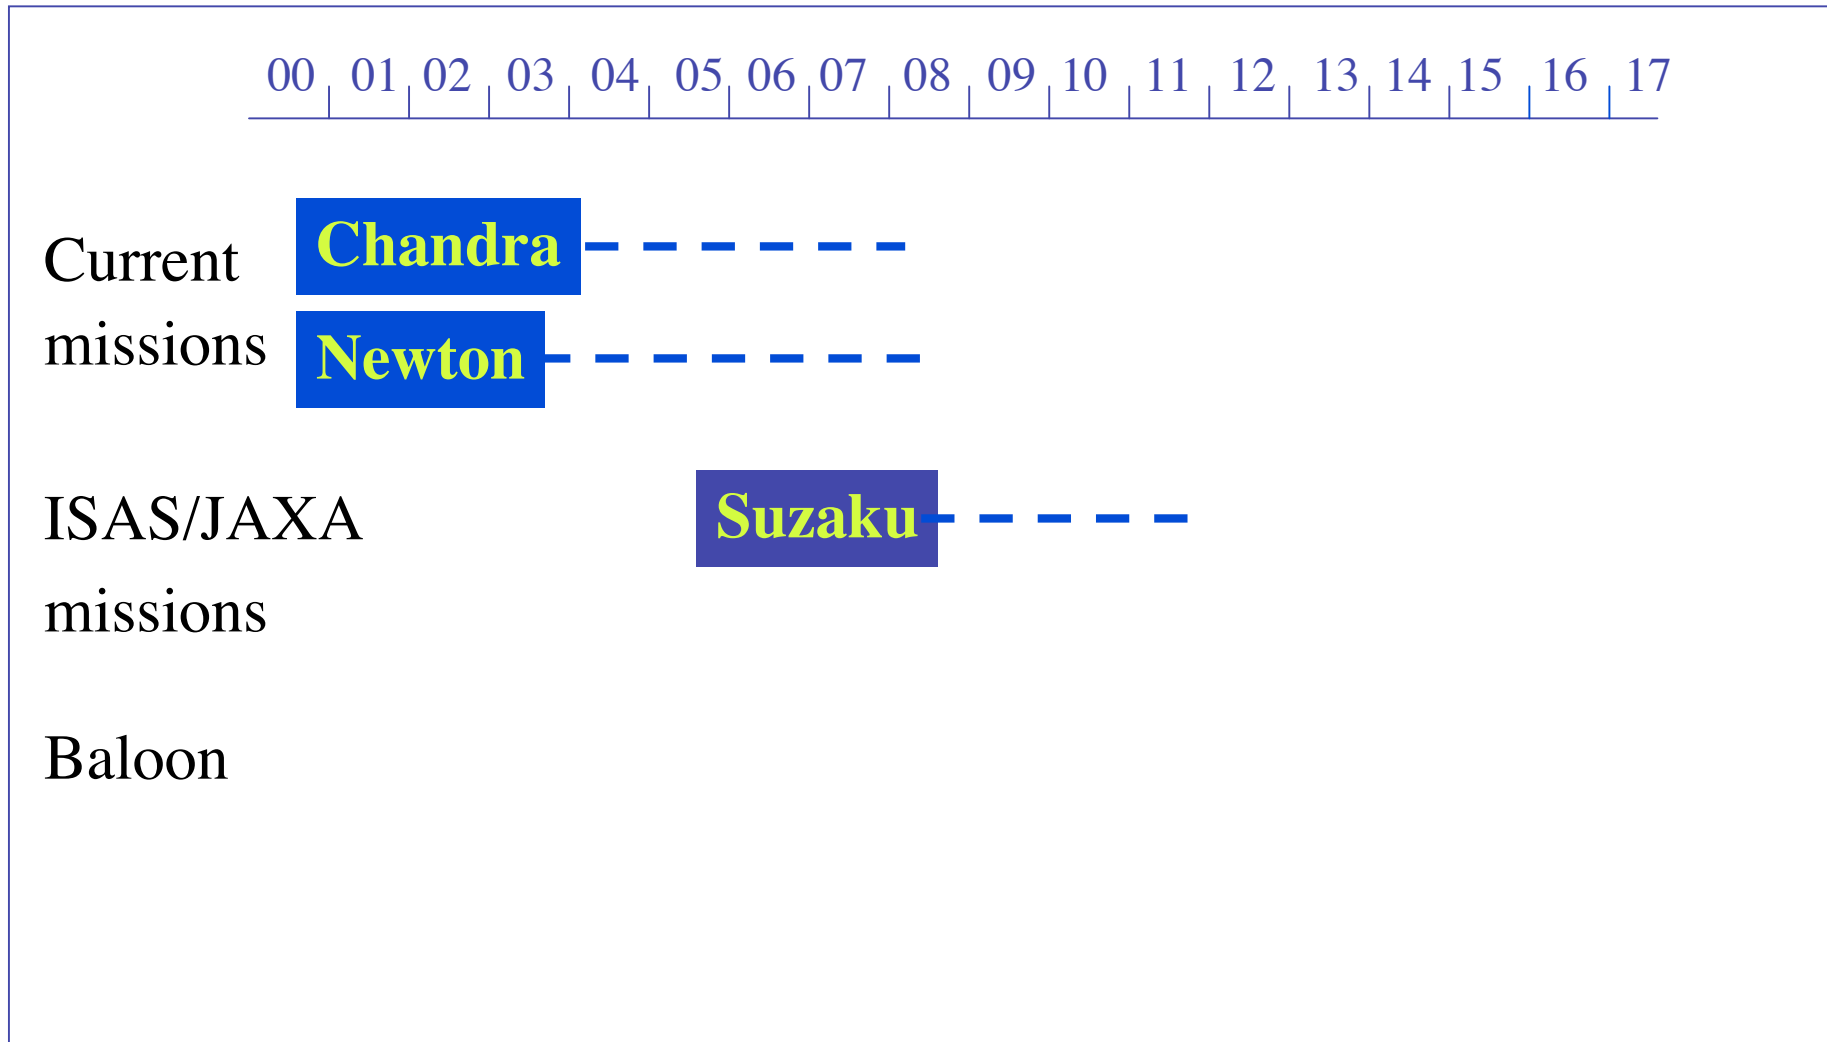 00 01 02 03 04 05 06 07 08 09 10 11 12 13 14 15 16 17
Chandra
Current
missions
Newton
Suzaku
ISAS/JAXA
missions
Baloon